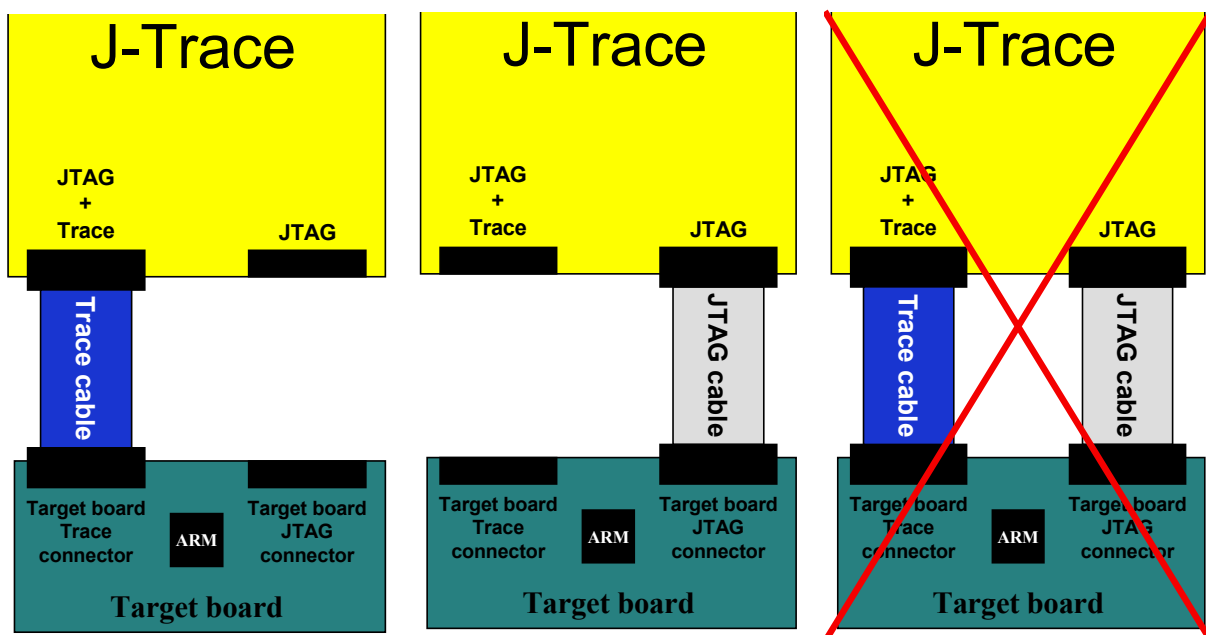 J-Trace
JTAG
+
Trace
JTAG
Trace cable
Target board
Trace
connector
ARM
Target board
JTAG
connector
Target board
J-Trace
JTAG
+
Trace
JTAG
JTAG cable
Target board
Trace
connector
ARM
Target board
JTAG
connector
Target board
J-Trace
JTAG
+
Trace
JTAG
Trace cable
JTAG cable
Target board
Trace
connector
ARM
Target board
JTAG
connector
Target board